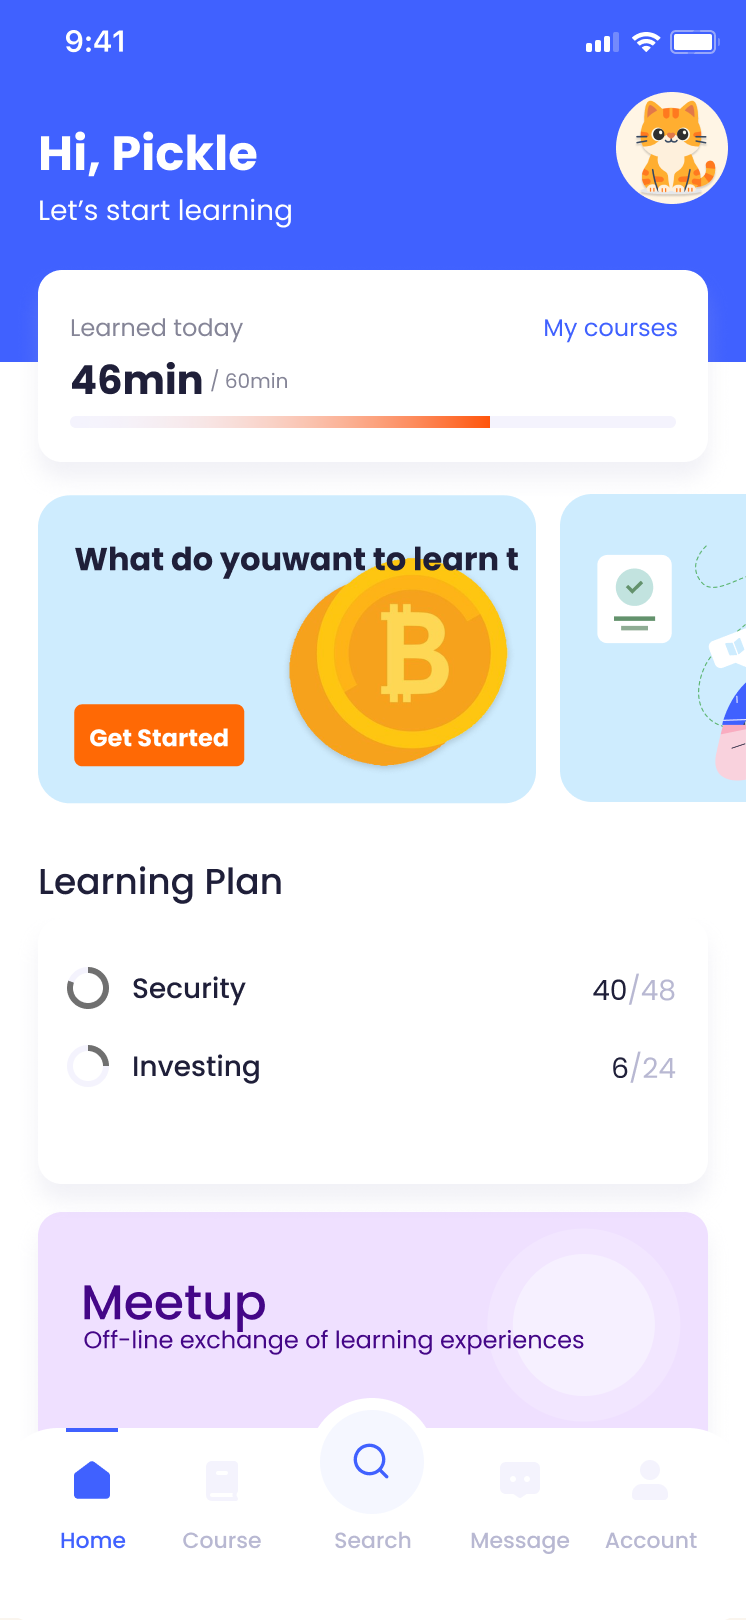 9:41
Hi, Pickle
Let's start learning
Learned today
My courses
46min / 60min
What do youwant to learn t
Get Started
Learning Plan
Security 40/48
Investing 6/24
Meetup
Off-line exchange of learning experiences
Home Course Search Message Account